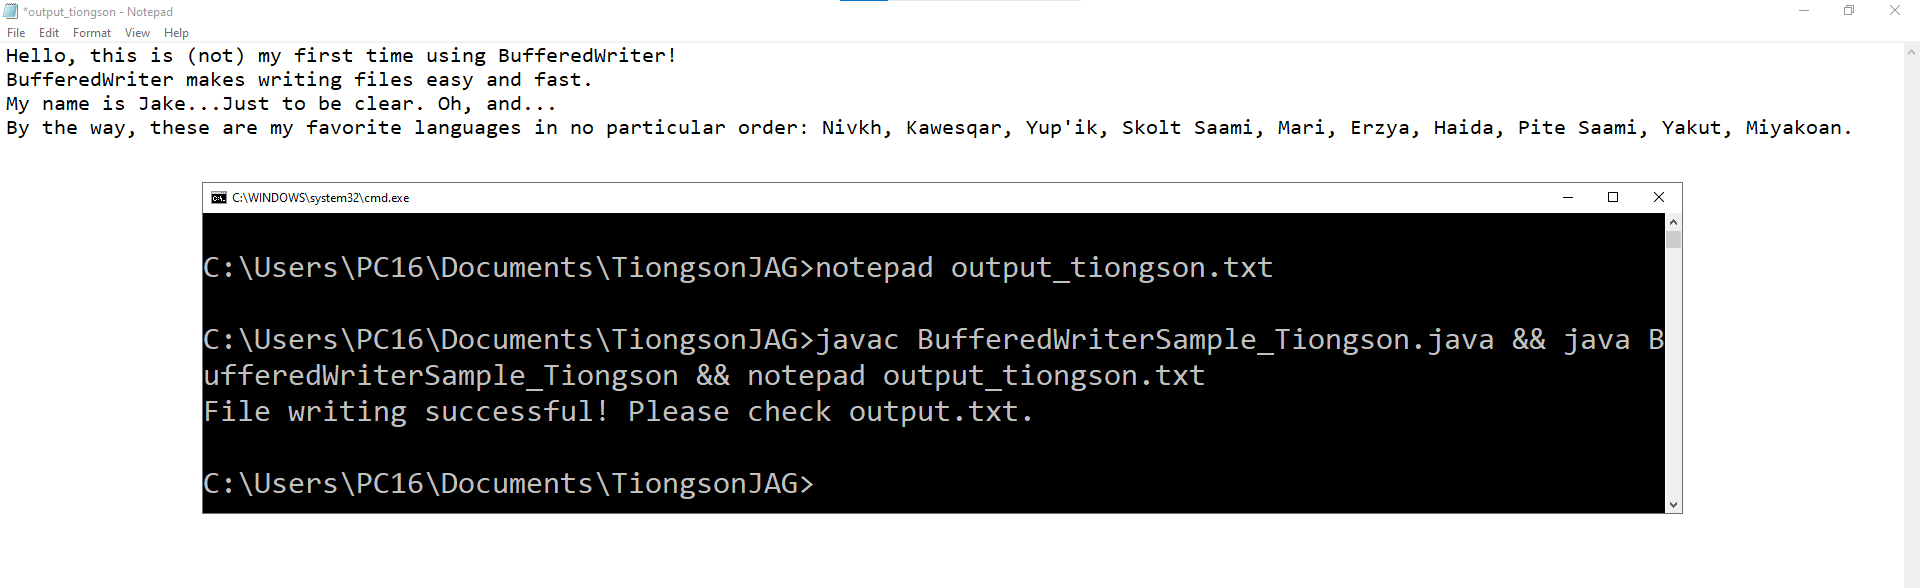 *output_tiongson - Notepad
File Edit Format View Help
Hello, this is (not) my first time using BufferedWriter!
BufferedWriter makes writing files easy and fast.
My name is Jake...Just to be clear. Oh, and...
By the way, these are my favorite languages in no particular order: Nivkh, Kawesqar, Yup'ik, Skolt Saami, Mari, Erzya, Haida, Pite Saami, Yakut, Miyakoan.
C:\WINDOWS\system32\cmd.exe
C:\Users\PC16\Documents\TiongsonJAG>notepad output_tiongson.txt
C:\Users\PC16\Documents\TiongsonJAG>javac BufferedWriterSample_Tiongson.java && java B
ufferedWriterSample_Tiongson && notepad output_tiongson.txt
File writing successful! Please check output.txt.
C:\Users\PC16\Documents\TiongsonJAG>